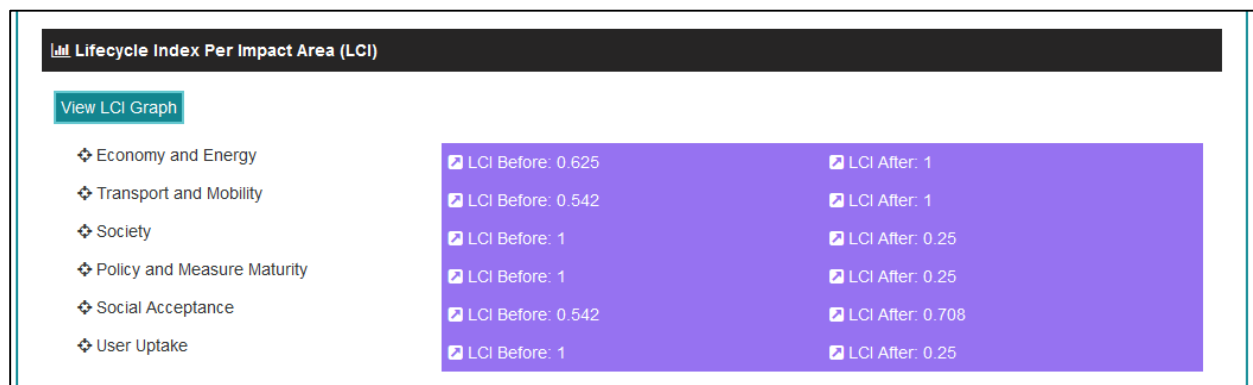 Lifecycle Index Per Impact Area (LCI)
View LCI Graph
Economy and Energy LCI Before: 0.625 LCI After: 1
Transport and Mobility LCI Before: 0.542 LCI After: 1
Society LCI Before: 1 LCI After: 0.25
Policy and Measure Maturity LCI Before: 1 LCI After: 0.25
Social Acceptance LCI Before: 0.542 LCI After: 0.708
User Uptake LCI Before: 1 LCI After: 0.25